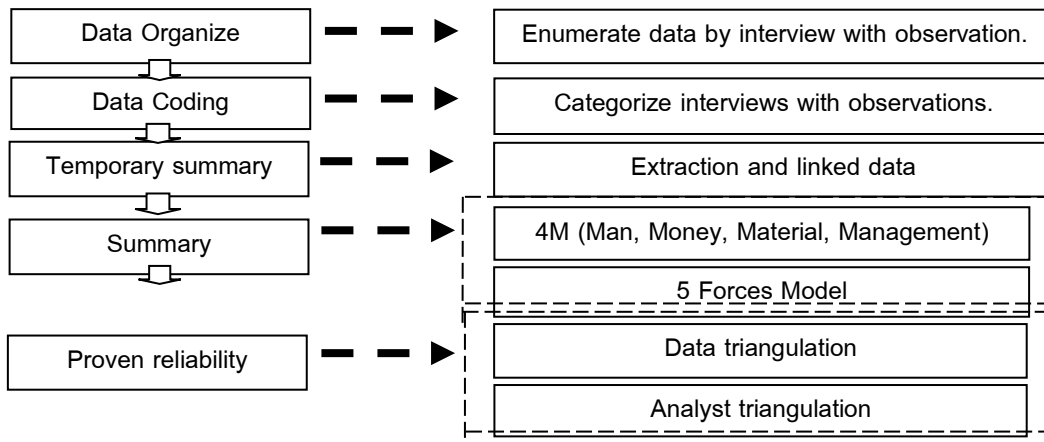 Data Organize
Enumerate data by interview with observation.
Data Coding
Categorize interviews with observations.
Temporary summary
Extraction and linked data
Summary
4M (Man, Money, Material, Management)
5 Forces Model
Proven reliability
Data triangulation
Analyst triangulation